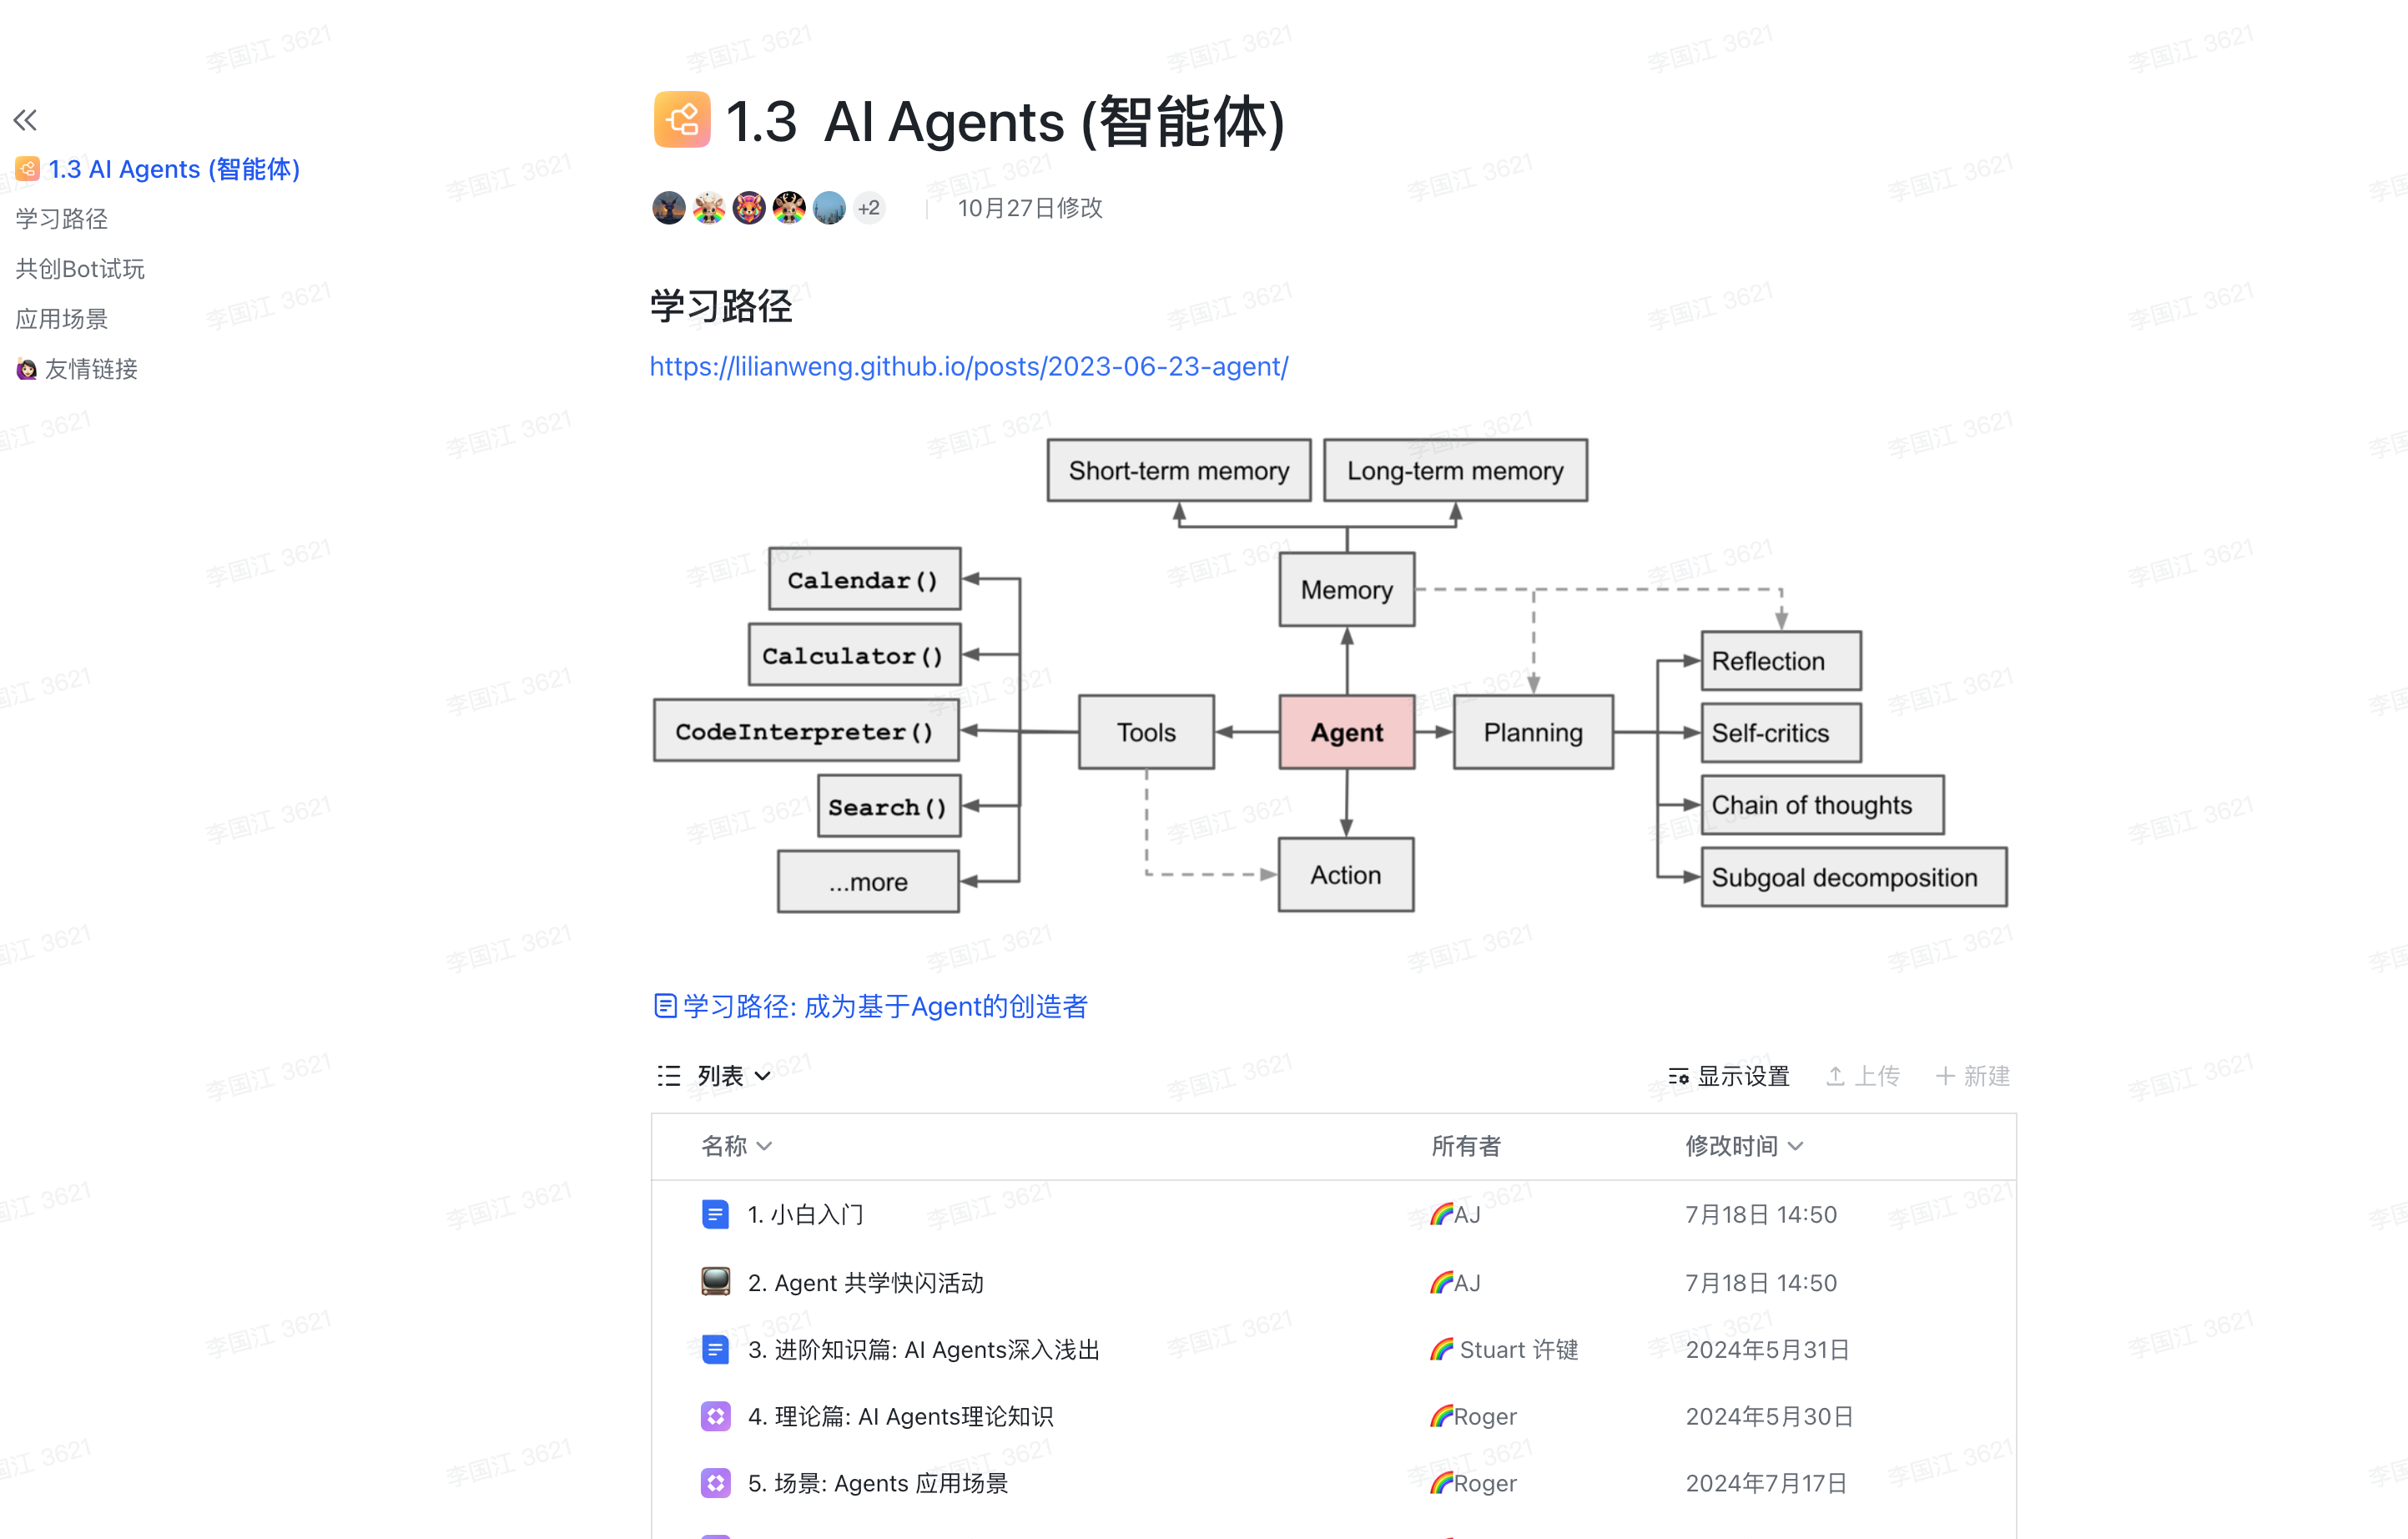 1.3 AI Agents (智能体)
学习路径
共创Bot试玩
应用场景
友情链接
1.3 AI Agents (智能体)
+2
10月27日修改
学习路径
https://lilianweng.github.io/posts/2023-06-23-agent/
Short-term memory
Long-term memory
Calendar()
Memory
Calculator()
Reflection
CodeInterpreter()
Tools
Agent
Planning
Self-critics
Search()
Chain of thoughts
...more
Action
Subgoal decomposition
学习路径: 成为基于Agent的创造者
列表
显示设置
上传
新建
名称 所有者 修改时间
1. 小白入门 AJ 7月18日 14:50
2. Agent 共学快闪活动 AJ 7月18日 14:50
3. 进阶知识篇: AI Agents深入浅出 Stuart 许键 2024年5月31日
4. 理论篇: AI Agents理论知识 Roger 2024年5月30日
5. 场景: Agents 应用场景 Roger 2024年7月17日
李国江 3621